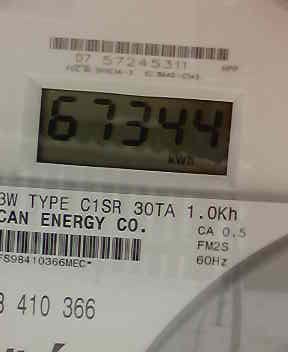 07 57245311
67344
kWh
3W TYPE C1SR 30TA 1.0Kh
CAN ENERGY CO.
CA 0.5
FM2S
60Hz
FS98410366MEC*
8 410 366